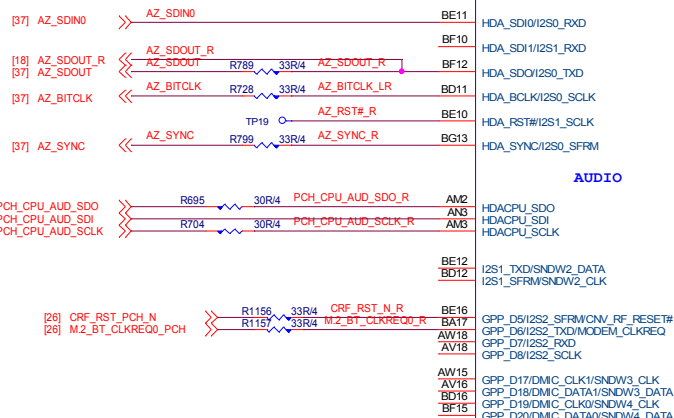 [37] AZ_SDIN0 AZ_SDIN0 BE11 HDA_SDI0/I2S0_RXD
BF10 HDA_SDI1/I2S1_RXD
[18] AZ_SDOUT_R AZ_SDOUT_R
[37] AZ_SDOUT AZ_SDOUT R789 33R/4 AZ_SDOUT_R BF12 HDA_SDO/I2S0_TXD
[37] AZ_BITCLK AZ_BITCLK R728 33R/4 AZ_BITCLK_LR BD11 HDA_BCLK/I2S0_SCLK
TP19 AZ_RST#_R BE10 HDA_RST#/I2S1_SCLK
[37] AZ_SYNC AZ_SYNC R799 33R/4 AZ_SYNC_R BG13 HDA_SYNC/I2S0_SFRM
AUDIO
PCH_CPU_AUD_SDO R695 30R/4 PCH_CPU_AUD_SDO_R AM2 HDACPU_SDO
PCH_CPU_AUD_SDI AN3 HDACPU_SDI
PCH_CPU_AUD_SCLK R704 30R/4 PCH_CPU_AUD_SCLK_R AM3 HDACPU_SCLK
BE12 I2S1_TXD/SNDW2_DATA
BD12 I2S1_SFRM/SNDW2_CLK
[26] CRF_RST_PCH_N R1156 33R/4 CRF_RST_N_R BE16 GPP_D5/I2S2_SFRM/CNV_RF_RESET#
[26] M.2_BT_CLKREQ0_PCH R1157 33R/4 M.2_BT_CLKREQ0_R BA17 GPP_D6/I2S2_TXD/MODEM_CLKREQ
AW18 GPP_D7/I2S2_RXD
AV18 GPP_D8/I2S2_SCLK
AW15 GPP_D17/DMIC_CLK1/SNDW3_CLK
AV16 GPP_D18/DMIC_DATA1/SNDW3_DATA
BD16 GPP_D19/DMIC_CLK0/SNDW4_CLK
BF15 GPP_D20/DMIC_DATA0/SNDW4_DATA